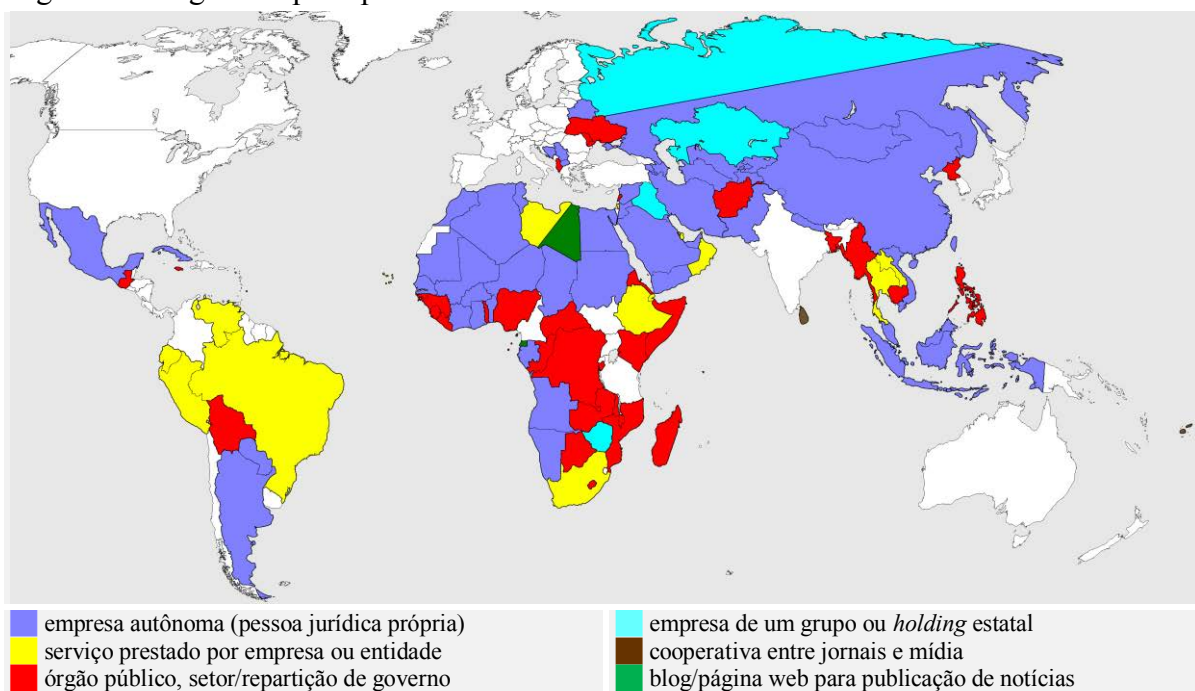 empresa autônoma (pessoa jurídica própria)
serviço prestado por empresa ou entidade
órgão público, setor/repartição de governo
empresa de um grupo ou holding estatal
cooperativa entre jornais e mídia
blog/página web para publicação de notícias